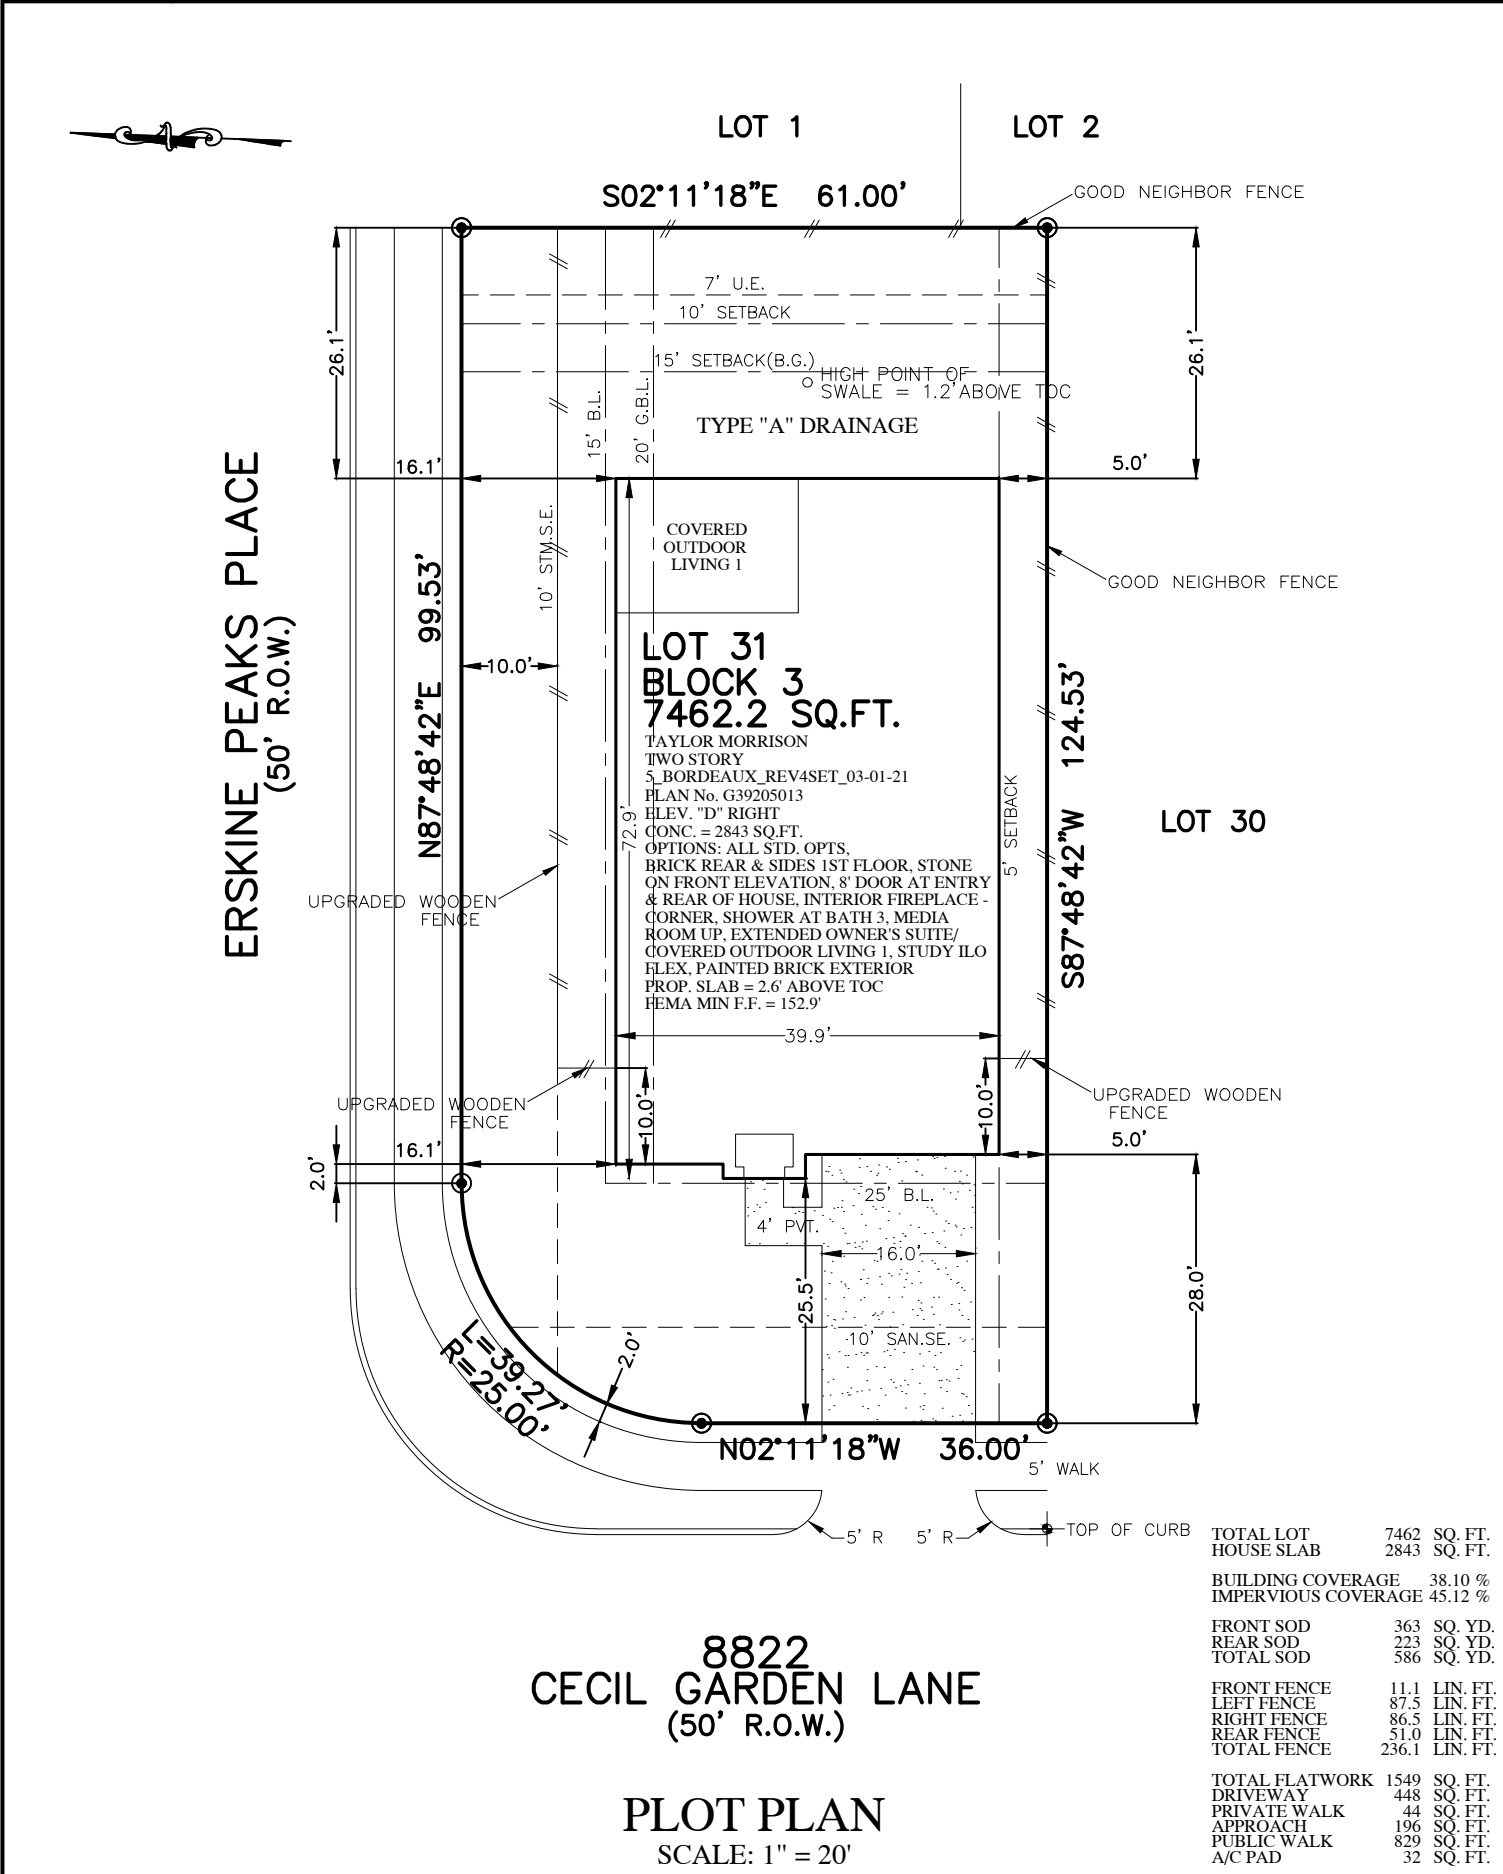 LOT 1
LOT 2
S02°11'18"E 61.00'
GOOD NEIGHBOR FENCE
7' U.E.
10' SETBACK
15' SETBACK(B.G.)
HIGH POINT OF
SWALE = 1.2'ABOVE TOC
TYPE "A" DRAINAGE
26.1'
26.1'
15' B.L.
20' G.B.L.
16.1'
5.0'
ERSKINE PEAKS PLACE
(50' R.O.W.)
N87°48'42"E 99.53'
10' STM.S.E.
COVERED
OUTDOOR
LIVING 1
GOOD NEIGHBOR FENCE
10.0'
LOT 31
BLOCK 3
7462.2 SQ.FT.
TAYLOR MORRISON
TWO STORY
5_BORDEAUX_REV4SET_03-01-21
PLAN No. G39205013
ELEV. "D" RIGHT
CONC. = 2843 SQ.FT.
OPTIONS: ALL STD. OPTS,
BRICK REAR & SIDES 1ST FLOOR, STONE
ON FRONT ELEVATION, 8' DOOR AT ENTRY
& REAR OF HOUSE, INTERIOR FIREPLACE -
CORNER, SHOWER AT BATH 3, MEDIA
ROOM UP, EXTENDED OWNER'S SUITE/
COVERED OUTDOOR LIVING 1, STUDY ILO
FLEX, PAINTED BRICK EXTERIOR
PROP. SLAB = 2.6' ABOVE TOC
FEMA MIN F.F. = 152.9'
72.9'
5' SETBACK
S87°48'42"W 124.53'
LOT 30
UPGRADED WOODEN
FENCE
39.9'
UPGRADED WOODEN
FENCE
10.0'
10.0'
UPGRADED WOODEN
FENCE
16.1'
5.0'
2.0'
25' B.L.
4' PVT.
16.0'
25.5'
28.0'
10' SAN.SE.
2.0'
L=39.27'
R=25.00'
N02°11'18"W 36.00'
5' WALK
5' R
5' R
TOP OF CURB
8822
CECIL GARDEN LANE
(50' R.O.W.)
PLOT PLAN
SCALE: 1" = 20'
TOTAL LOT 7462 SQ. FT.
HOUSE SLAB 2843 SQ. FT.
BUILDING COVERAGE 38.10 %
IMPERVIOUS COVERAGE 45.12 %
FRONT SOD 363 SQ. YD.
REAR SOD 223 SQ. YD.
TOTAL SOD 586 SQ. YD.
FRONT FENCE 11.1 LIN. FT.
LEFT FENCE 87.5 LIN. FT.
RIGHT FENCE 86.5 LIN. FT.
REAR FENCE 51.0 LIN. FT.
TOTAL FENCE 236.1 LIN. FT.
TOTAL FLATWORK 1549 SQ. FT.
DRIVEWAY 448 SQ. FT.
PRIVATE WALK 44 SQ. FT.
APPROACH 196 SQ. FT.
PUBLIC WALK 829 SQ. FT.
A/C PAD 32 SQ. FT.